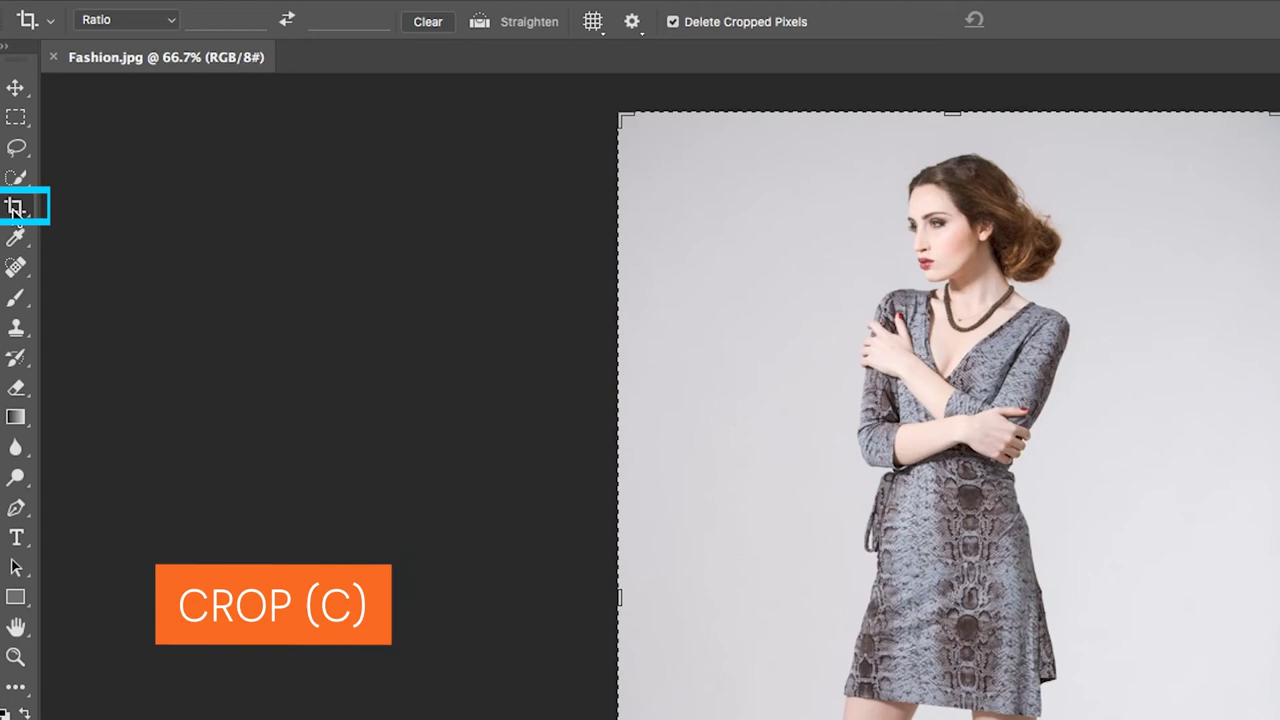 Ratio
Clear
Straighten
Delete Cropped Pixels
Fashion.jpg @ 66.7% (RGB/8#)
CROP (C)